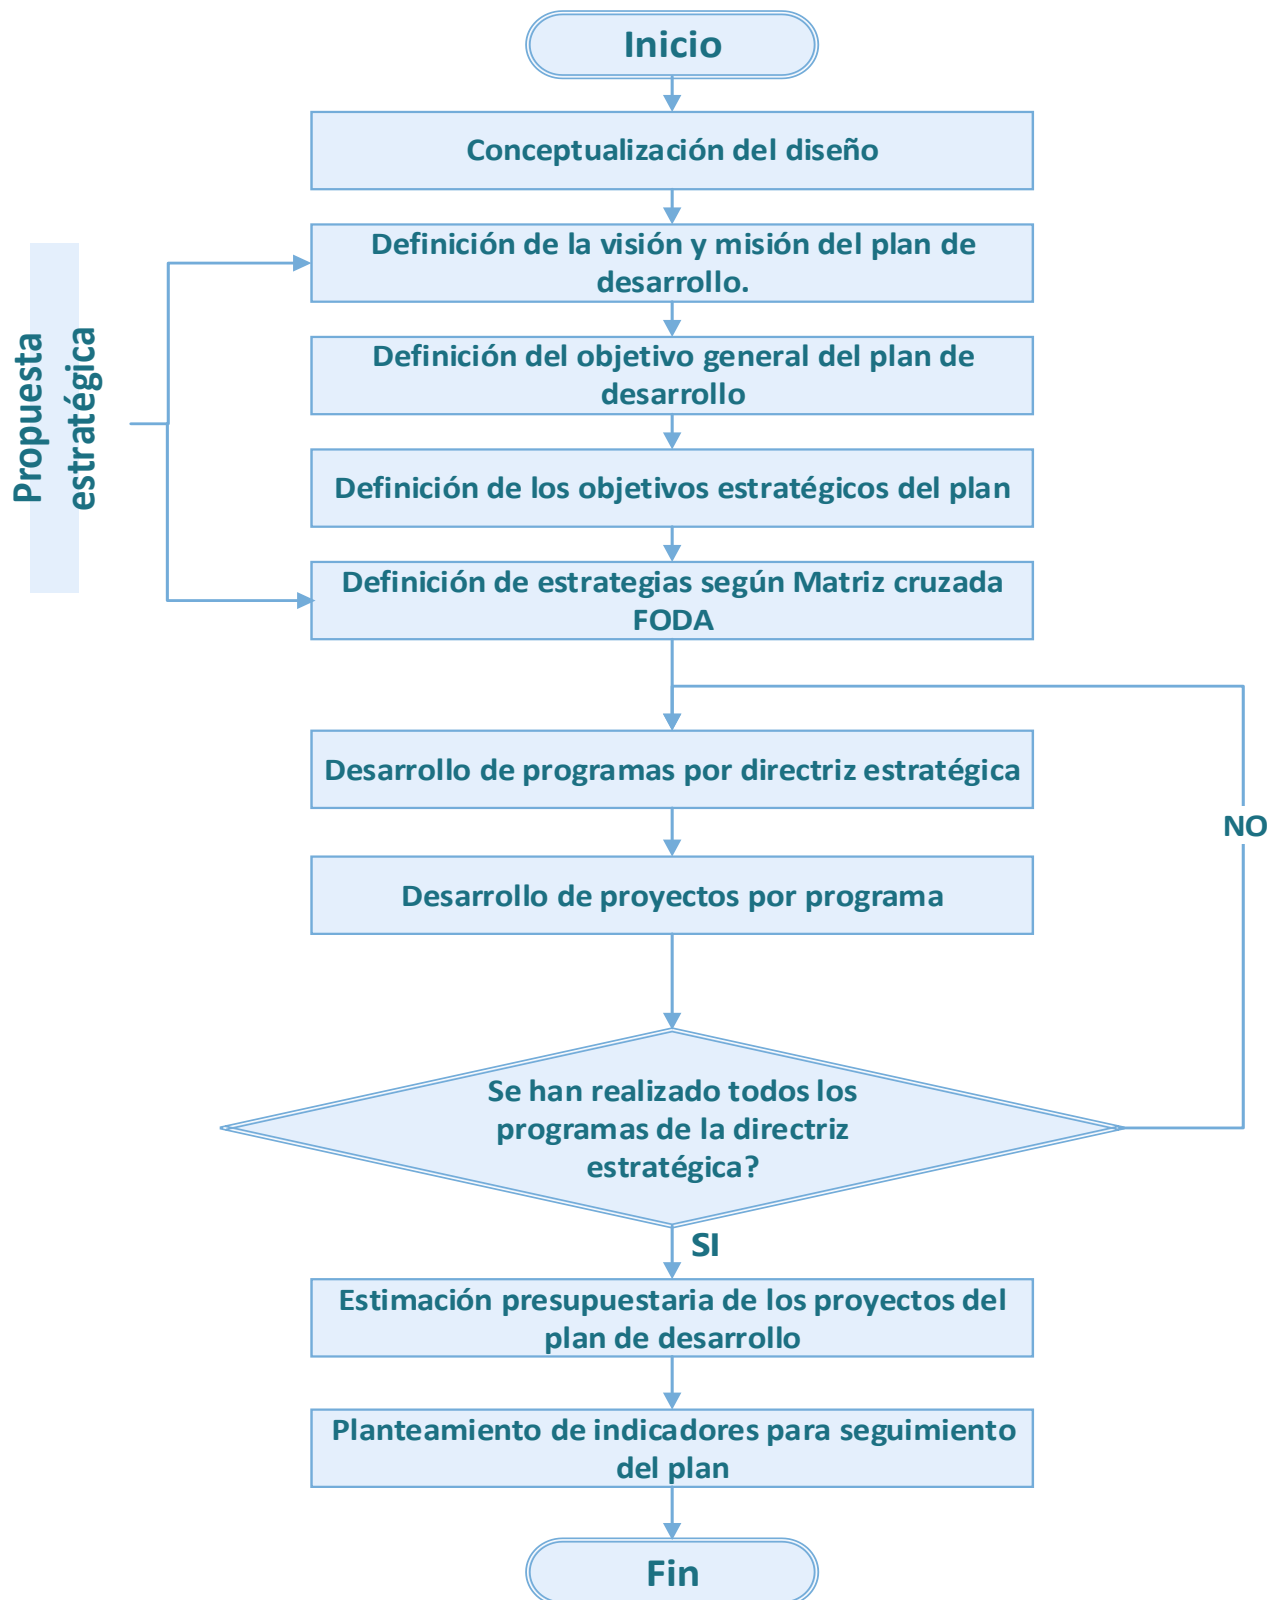 Inicio
Conceptualización del diseño
Definición de la visión y misión del plan de
desarrollo.
Definición del objetivo general del plan de
desarrollo
Propuesta
estratégica
Definición de los objetivos estratégicos del plan
Definición de estrategias según Matriz cruzada
FODA
Desarrollo de programas por directriz estratégica
NO
Desarrollo de proyectos por programa
Se han realizado todos los
programas de la directriz
estratégica?
SI
Estimación presupuestaria de los proyectos del
plan de desarrollo
Planteamiento de indicadores para seguimiento
del plan
Fin